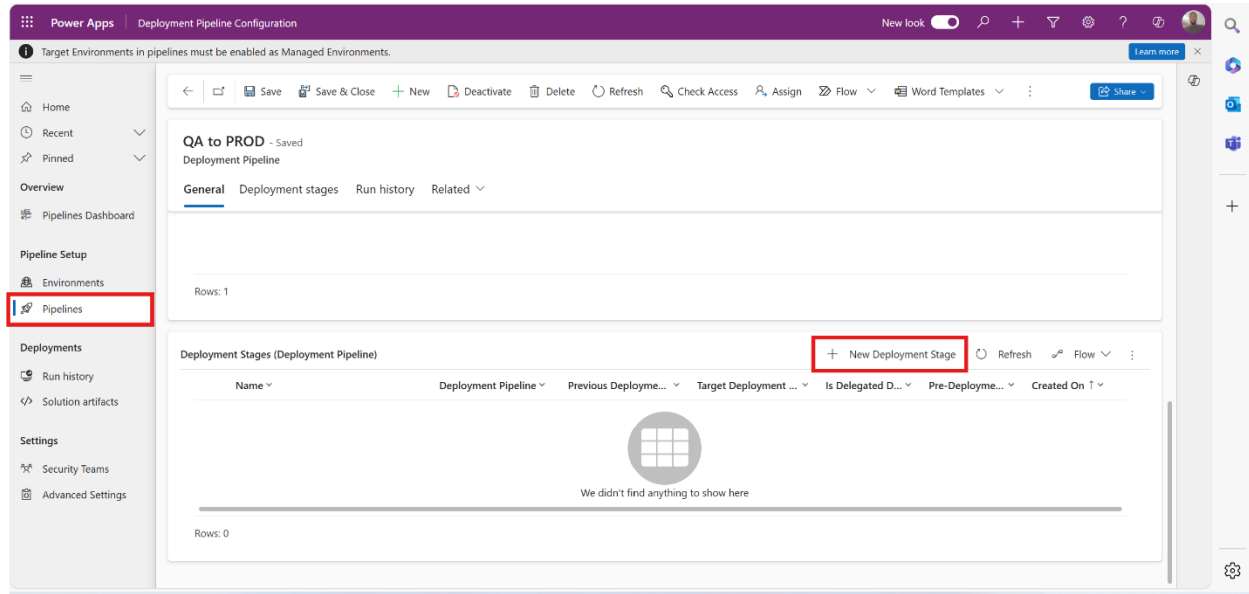 Power Apps Deployment Pipeline Configuration New look
Target Environments in pipelines must be enabled as Managed Environments. Learn more
Save Save & Close New Deactivate Delete Refresh Check Access Assign Flow Word Templates Share
Home
Recent
Pinned
Overview
Pipelines Dashboard
Pipeline Setup
Environments
Pipelines
Deployments
Run history
Solution artifacts
Settings
Security Teams
Advanced Settings
QA to PROD - Saved
Deployment Pipeline
General Deployment stages Run history Related
Rows: 1
Deployment Stages (Deployment Pipeline) New Deployment Stage Refresh Flow
Name Deployment Pipeline Previous Deployme... Target Deployment ... Is Delegated D... Pre-Deployme... Created On ↑
We didn't find anything to show here
Rows: 0